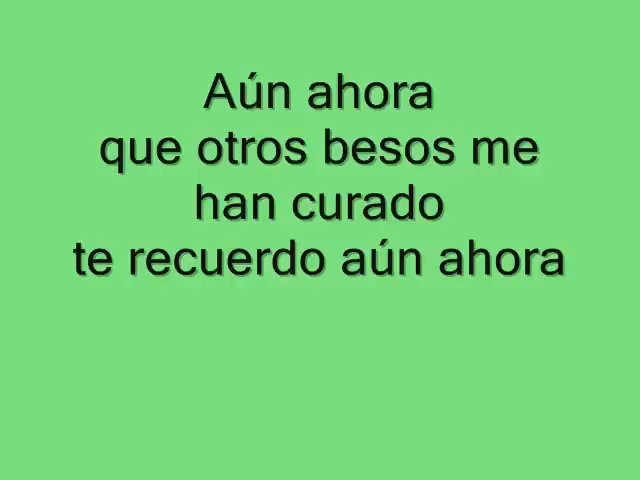 Aún ahora
que otros besos me
han curado
te recuerdo aún ahora